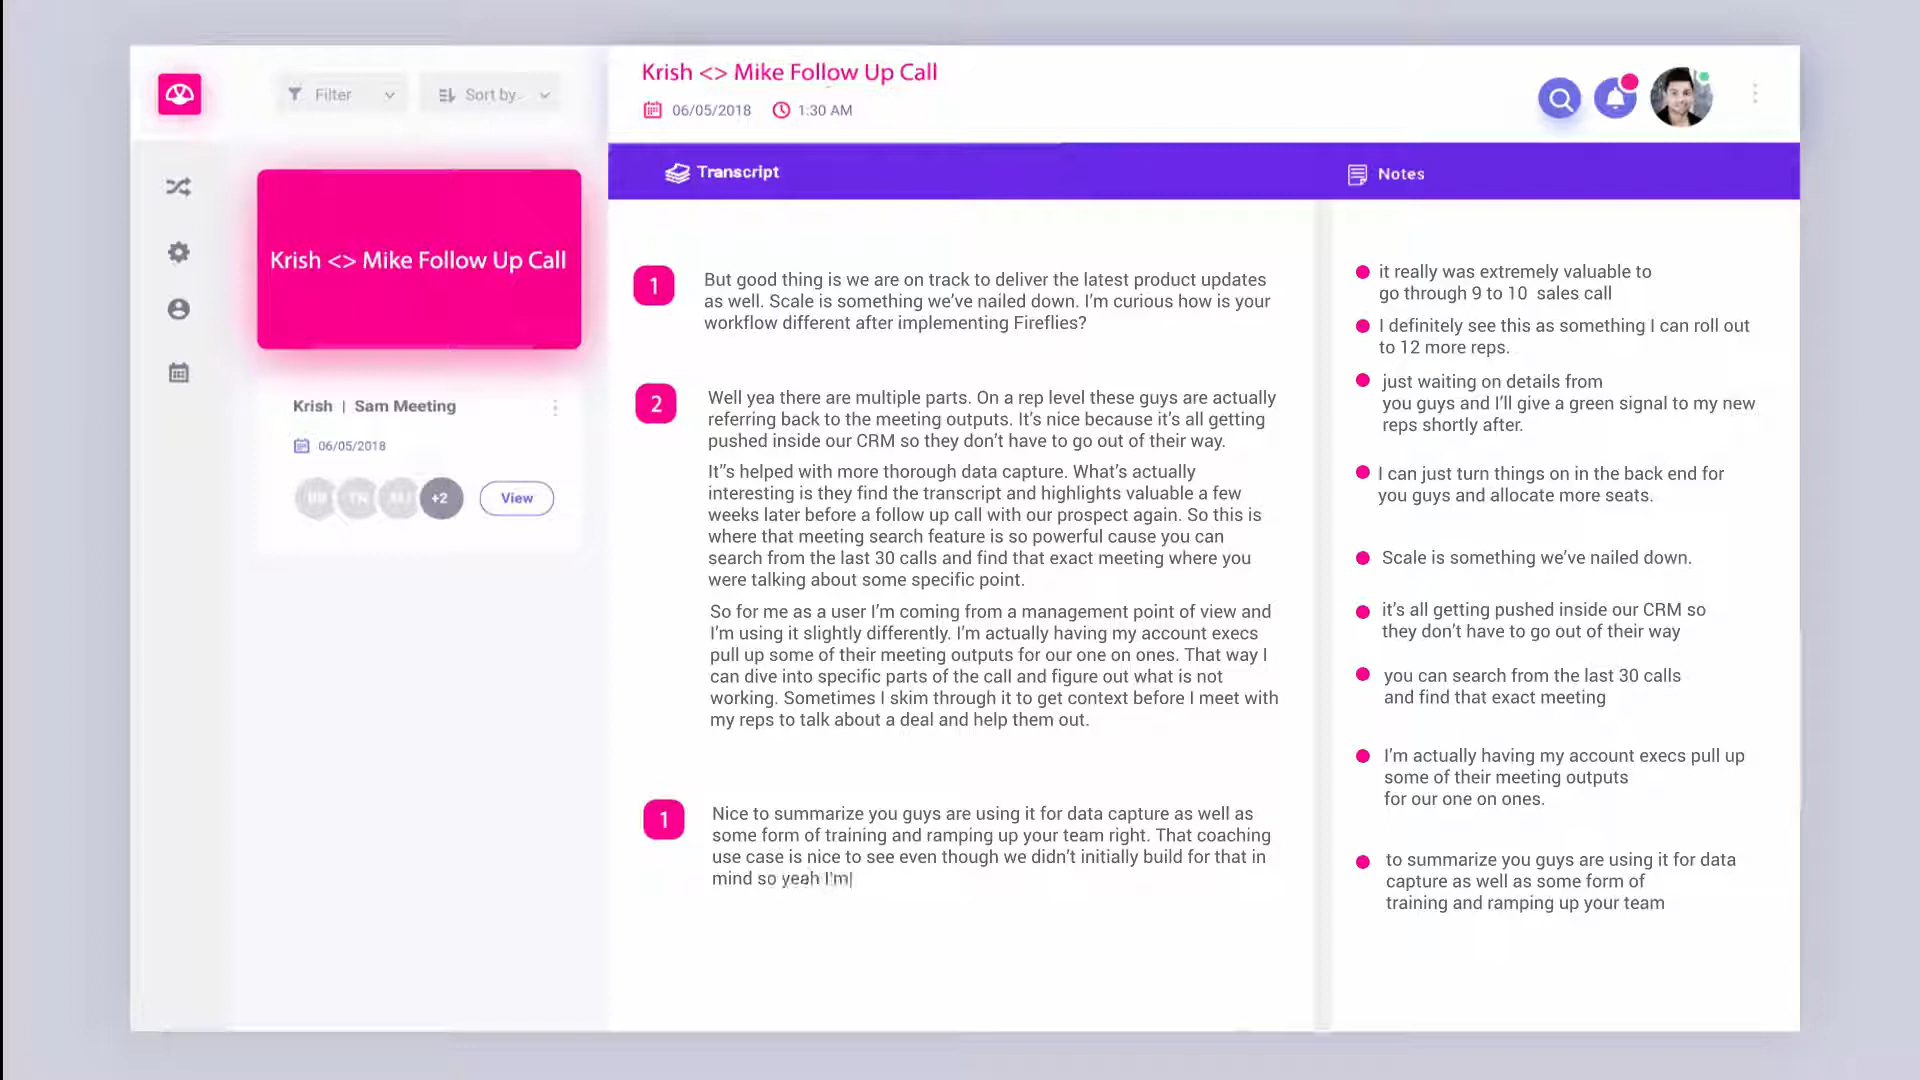 Filter
Sort by
Krish <> Mike Follow Up Call
06/05/2018
1:30 AM
Transcript
Notes
Krish <> Mike Follow Up Call
Krish | Sam Meeting
06/05/2018
+2
View
1
But good thing is we are on track to deliver the latest product updates
as well. Scale is something we’ve nailed down. I’m curious how is your
workflow different after implementing Fireflies?
2
Well yea there are multiple parts. On a rep level these guys are actually
referring back to the meeting outputs. It’s nice because it’s all getting
pushed inside our CRM so they don’t have to go out of their way.
It"s helped with more thorough data capture. What’s actually
interesting is they find the transcript and highlights valuable a few
weeks later before a follow up call with our prospect again. So this is
where that meeting search feature is so powerful cause you can
search from the last 30 calls and find that exact meeting where you
were talking about some specific point.
So for me as a user I’m coming from a management point of view and
I’m using it slightly differently. I’m actually having my account execs
pull up some of their meeting outputs for our one on ones. That way I
can dive into specific parts of the call and figure out what is not
working. Sometimes I skim through it to get context before I meet with
my reps to talk about a deal and help them out.
1
Nice to summarize you guys are using it for data capture as well as
some form of training and ramping up your team right. That coaching
use case is nice to see even though we didn’t initially build for that in
mind so yeah I’m
it really was extremely valuable to
go through 9 to 10 sales call
I definitely see this as something I can roll out
to 12 more reps.
just waiting on details from
you guys and I’ll give a green signal to my new
reps shortly after.
I can just turn things on in the back end for
you guys and allocate more seats.
Scale is something we’ve nailed down.
it’s all getting pushed inside our CRM so
they don’t have to go out of their way
you can search from the last 30 calls
and find that exact meeting
I’m actually having my account execs pull up
some of their meeting outputs
for our one on ones.
to summarize you guys are using it for data
capture as well as some form of
training and ramping up your team